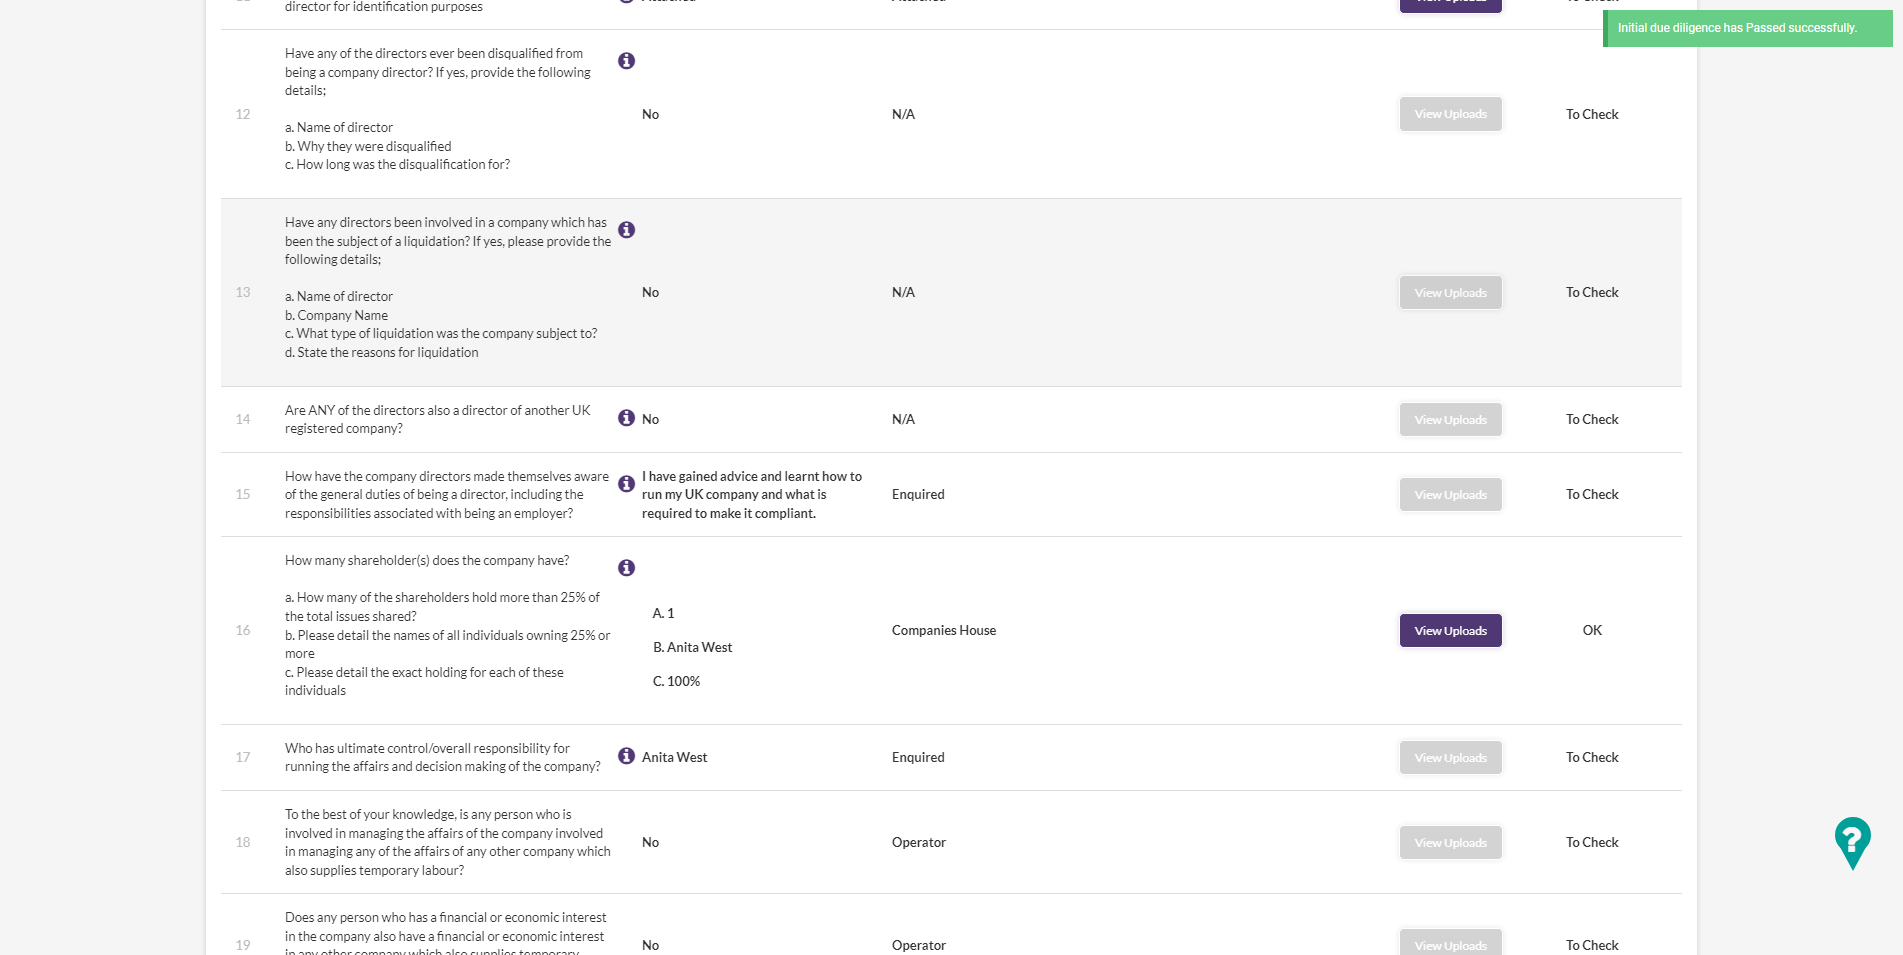 director for identification purposes
Attached
Attached
View Uploads
To Check
Initial due diligence has Passed successfully.
12
Have any of the directors ever been disqualified from
being a company director? If yes, provide the following
details;
a. Name of director
b. Why they were disqualified
c. How long was the disqualification for?
No
N/A
View Uploads
To Check
13
Have any directors been involved in a company which has
been the subject of a liquidation? If yes, please provide the
following details;
a. Name of director
b. Company Name
c. What type of liquidation was the company subject to?
d. State the reasons for liquidation
No
N/A
View Uploads
To Check
14
Are ANY of the directors also a director of another UK
registered company?
No
N/A
View Uploads
To Check
15
How have the company directors made themselves aware
of the general duties of being a director, including the
responsibilities associated with being an employer?
I have gained advice and learnt how to
run my UK company and what is
required to make it compliant.
Enquired
View Uploads
To Check
16
How many shareholder(s) does the company have?
a. How many of the shareholders hold more than 25% of
the total issues shared?
b. Please detail the names of all individuals owning 25% or
more
c. Please detail the exact holding for each of these
individuals
A. 1
B. Anita West
C. 100%
Companies House
View Uploads
OK
17
Who has ultimate control/overall responsibility for
running the affairs and decision making of the company?
Anita West
Enquired
View Uploads
To Check
18
To the best of your knowledge, is any person who is
involved in managing the affairs of the company involved
in managing any of the affairs of any other company which
also supplies temporary labour?
No
Operator
View Uploads
To Check
19
Does any person who has a financial or economic interest
in the company also have a financial or economic interest
in any other company which also supplies temporary
No
Operator
View Uploads
To Check